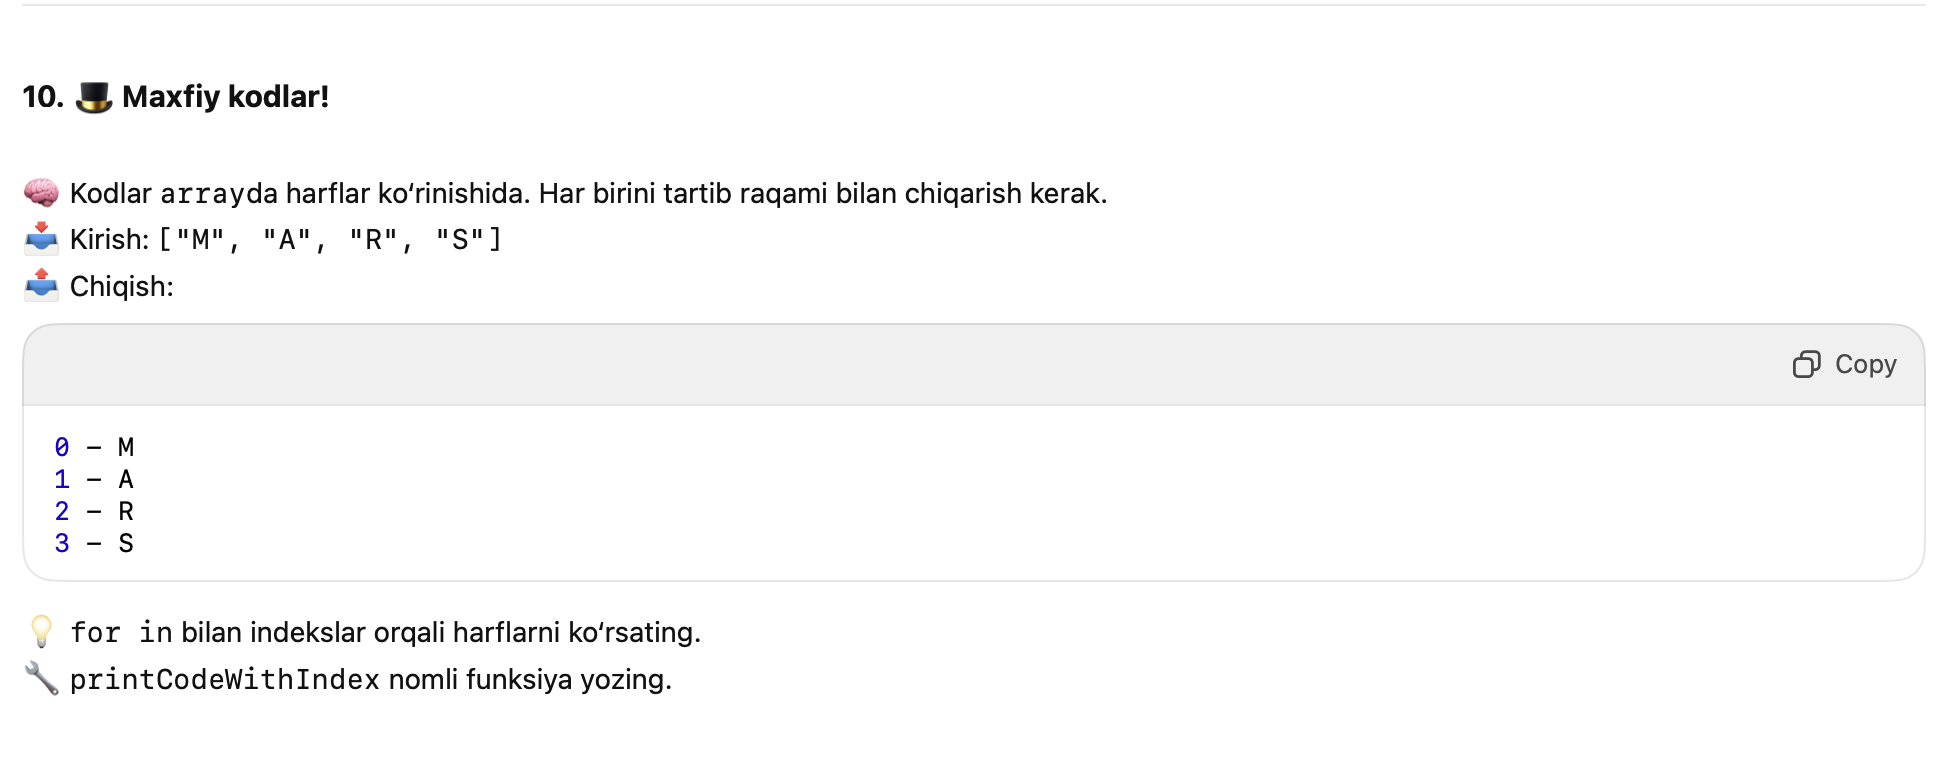 10. 🎩 Maxfiy kodlar!
🧠 Kodlar arrayda harflar ko‘rinishida. Har birini tartib raqami bilan chiqarish kerak.
📥 Kirish: ["M", "A", "R", "S"]
📤 Chiqish:
Copy
0 – M
1 – A
2 – R
3 – S
💡 for in bilan indekslar orqali harflarni ko‘rsating.
🔧 printCodeWithIndex nomli funksiya yozing.